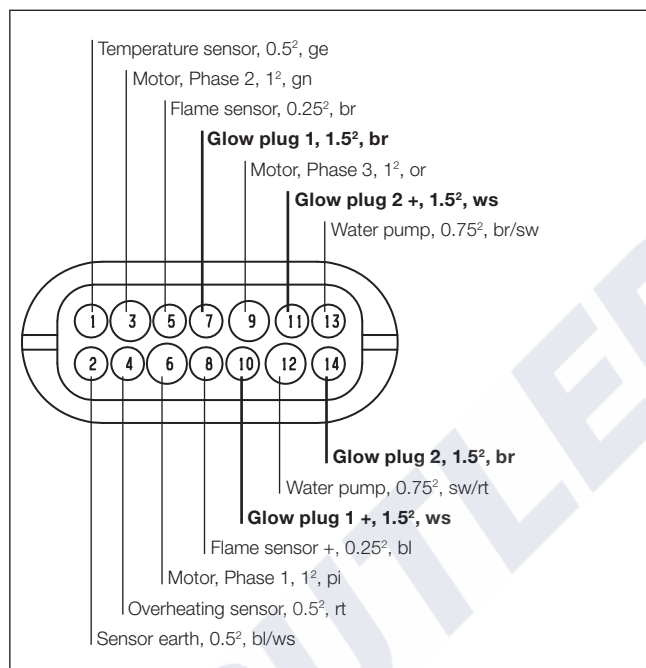 Temperature sensor, 0.5², ge
Motor, Phase 2, 1², gn
Flame sensor, 0.25², br
Glow plug 1, 1.5², br
Motor, Phase 3, 1², or
Glow plug 2 +, 1.5², ws
Water pump, 0.75², br/sw
1 3 5 7 9 11 13
2 4 6 8 10 12 14
Glow plug 2, 1.5², br
Water pump, 0.75², sw/rt
Glow plug 1 +, 1.5², ws
Flame sensor +, 0.25², bl
Motor, Phase 1, 1², pi
Overheating sensor, 0.5², rt
Sensor earth, 0.5², bl/ws
OUTLE